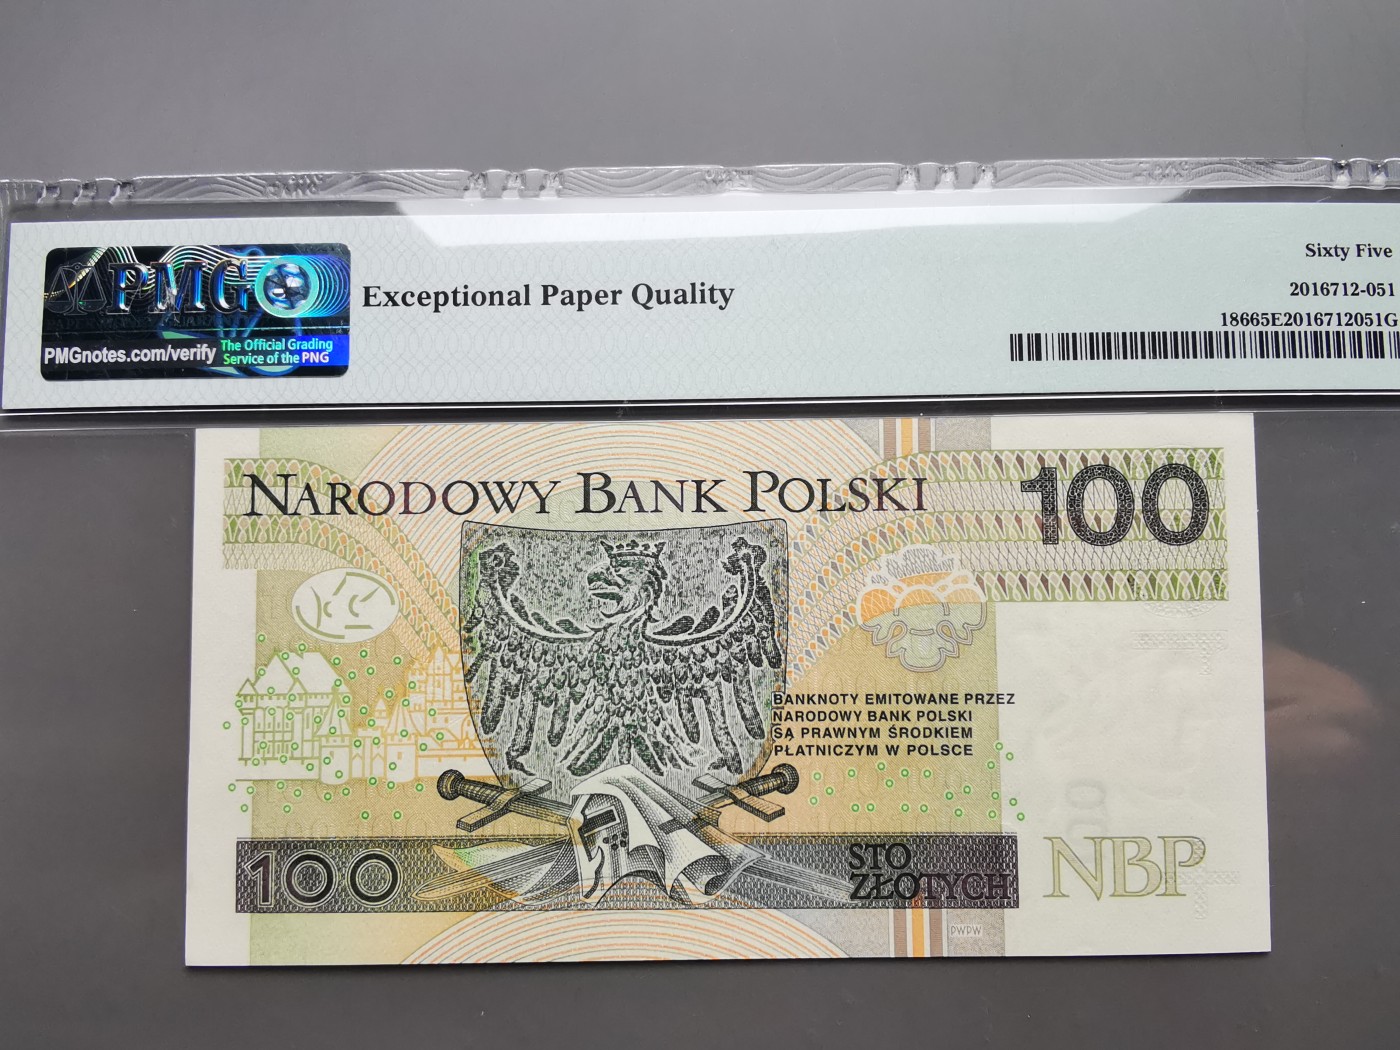 PMG
PMGnotes.com/verify
The Official Grading
Service of the PNG
Exceptional Paper Quality
Sixty Five
2016712-051
18665E2016712051G
NARODOWY BANK POLSKI
100
BANKNOTY EMITOWANE PRZEZ
NARODOWY BANK POLSKI
SĄ PRAWNYM ŚRODKIEM
PŁATNICZYM W POLSCE
100
STO
ZŁOTYCH
NBP
PWPW